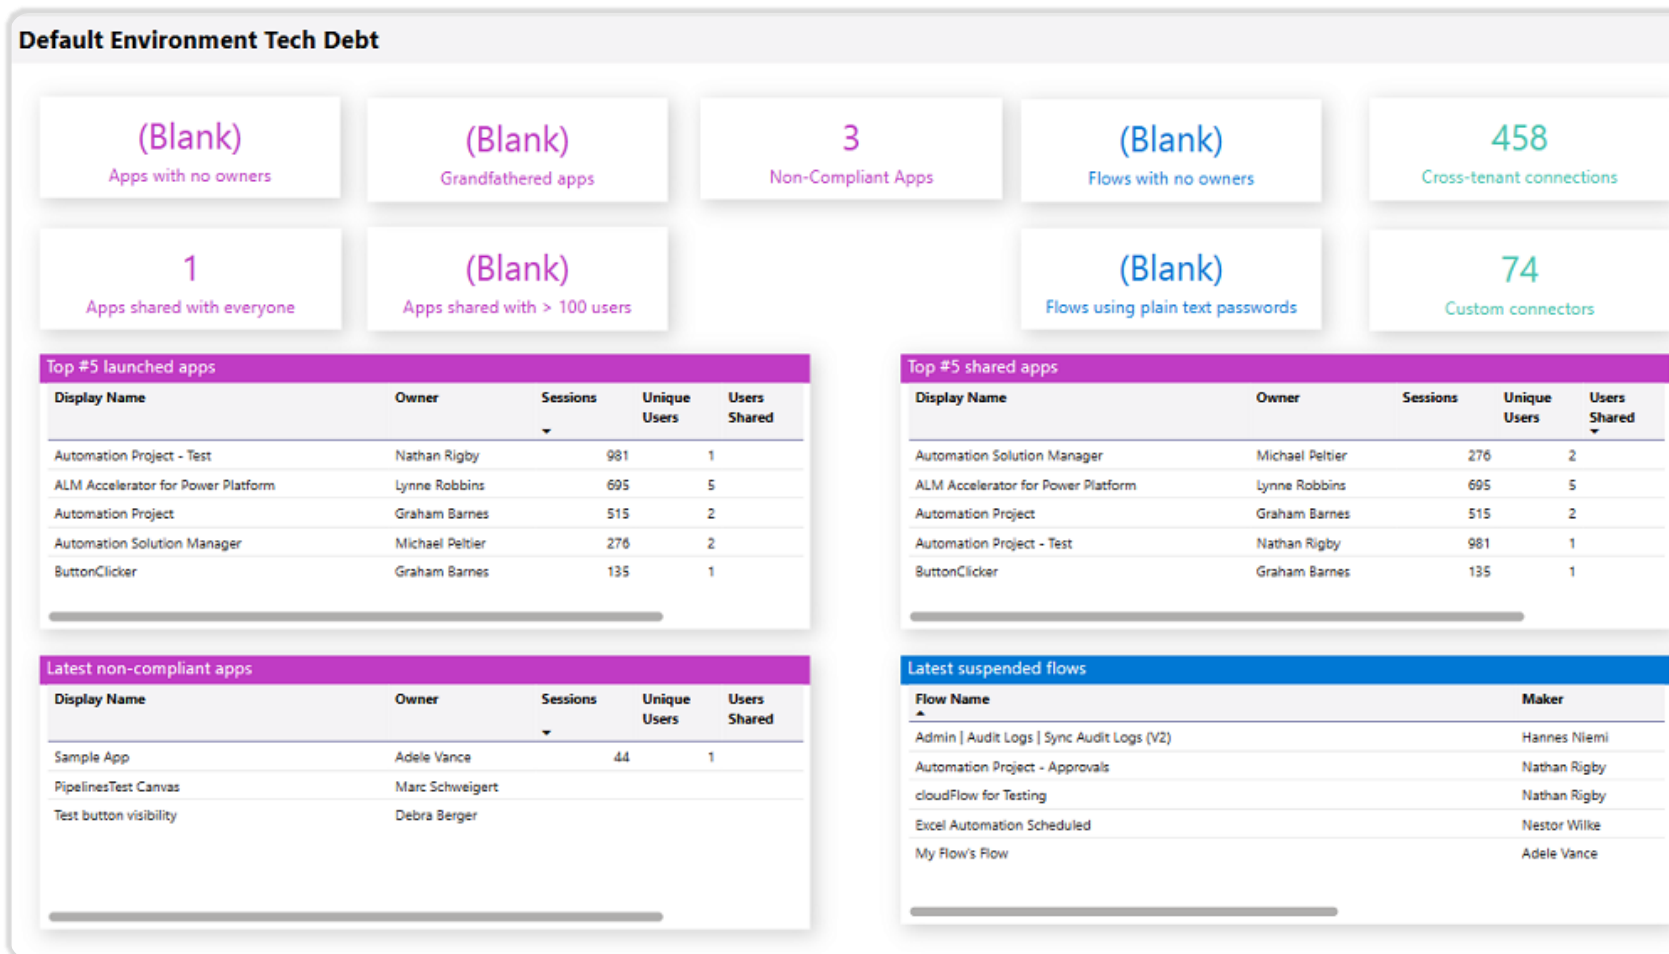 Default Environment Tech Debt
(Blank)
Apps with no owners
(Blank)
Grandfathered apps
3
Non-Compliant Apps
(Blank)
Flows with no owners
458
Cross-tenant connections
1
Apps shared with everyone
(Blank)
Apps shared with > 100 users
(Blank)
Flows using plain text passwords
74
Custom connectors
Top #5 launched apps
Display Name Owner Sessions Unique Users Users Shared
Automation Project - Test Nathan Rigby 981 1
ALM Accelerator for Power Platform Lynne Robbins 695 5
Automation Project Graham Barnes 515 2
Automation Solution Manager Michael Peltier 276 2
ButtonClicker Graham Barnes 135 1
Top #5 shared apps
Display Name Owner Sessions Unique Users Users Shared
Automation Solution Manager Michael Peltier 276 2
ALM Accelerator for Power Platform Lynne Robbins 695 5
Automation Project Graham Barnes 515 2
Automation Project - Test Nathan Rigby 981 1
ButtonClicker Graham Barnes 135 1
Latest non-compliant apps
Display Name Owner Sessions Unique Users Users Shared
Sample App Adele Vance 44 1
PipelinesTest Canvas Marc Schweigert
Test button visibility Debra Berger
Latest suspended flows
Flow Name Maker
Admin | Audit Logs | Sync Audit Logs (V2) Hannes Niemi
Automation Project - Approvals Nathan Rigby
cloudFlow for Testing Nathan Rigby
Excel Automation Scheduled Nestor Wilke
My Flow's Flow Adele Vance